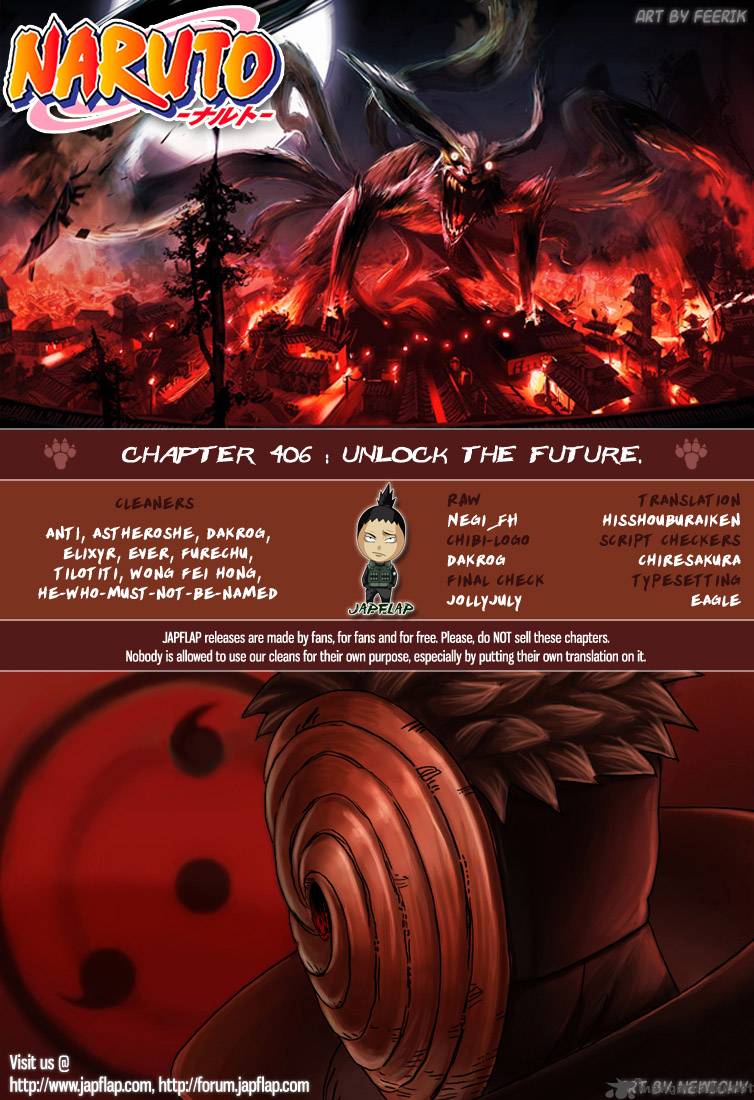 ART BY FEERIK
NARUTO
-ナルト-
CHAPTER 406 : UNLOCK THE FUTURE.
CLEANERS
ANTI, ASTHEROSHE, DAKROG,
ELIXYR, EVER, FURECHU,
TILOTITI, WONG FEI HONG,
HE-WHO-MUST-NOT-BE-NAMED
JAPFLAP
RAW
NEGI_FH
CHIBI-LOGO
DAKROG
FINAL CHECK
JOLLYJULY
TRANSLATION
HISSHOUBURAIKEN
SCRIPT CHECKERS
CHIRESAKURA
TYPESETTING
EAGLE
JAPFLAP releases are made by fans, for fans and for free. Please, do NOT sell these chapters.
Nobody is allowed to use our cleans for their own purpose, especially by putting their own translation on it.
Visit us @
http://www.japflap.com, http://forum.japflap.com
ART BY